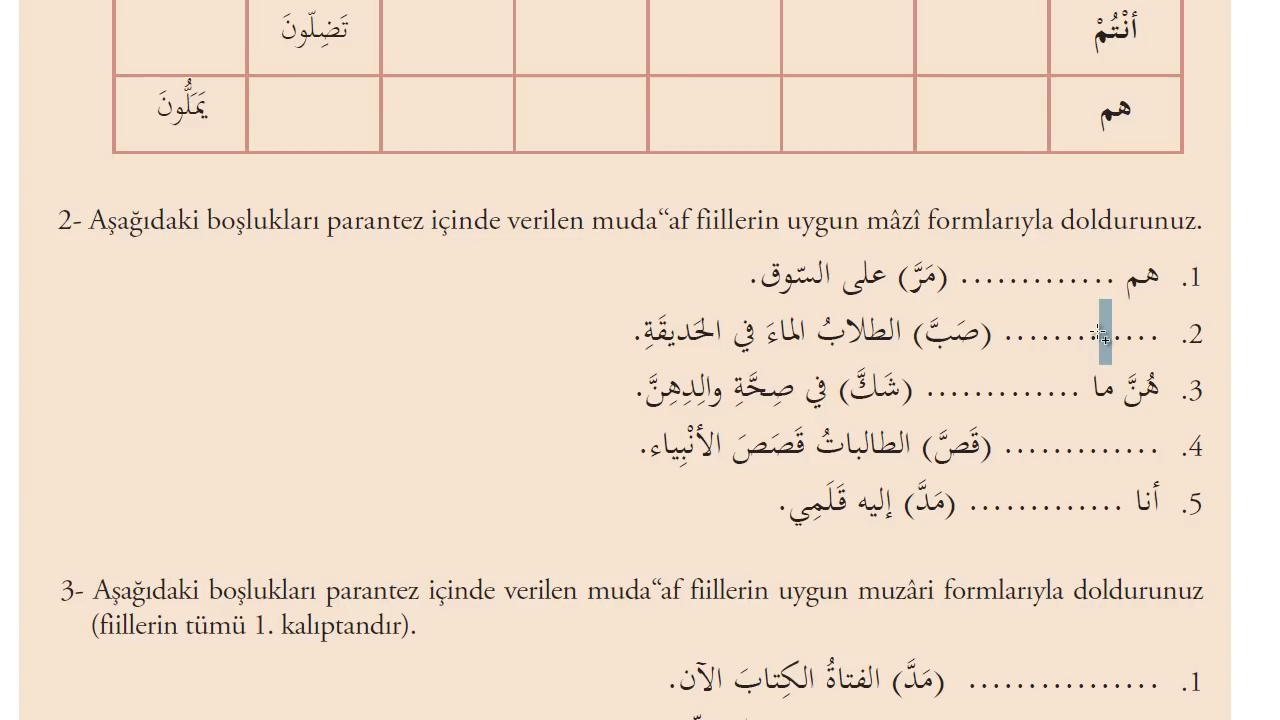 أنْتُمْ تَضِلّونَ
هم يَمَلُّونَ
2- Aşağıdaki boşlukları parantez içinde verilen muda“af fiillerin uygun mâzî formlarıyla doldurunuz.
1. هم ............. (مَرَّ) على السّوق.
2. ............. (صَبَّ) الطلابُ الماءَ في الحَديقَةِ.
3. هُنَّ ما ............. (شَكَّ) في صِحَّةِ والِدِهِنَّ.
4. ............. (قَصَّ) الطالباتُ قَصَصَ الأنْبِياء.
5. أنا ............. (مَدَّ) إليه قَلَمِي.
3- Aşağıdaki boşlukları parantez içinde verilen muda“af fiillerin uygun muzâri formlarıyla doldurunuz
(fiillerin tümü 1. kalıptandır).
1. ................ (مَدَّ) الفتاةُ الكِتابَ الآن.